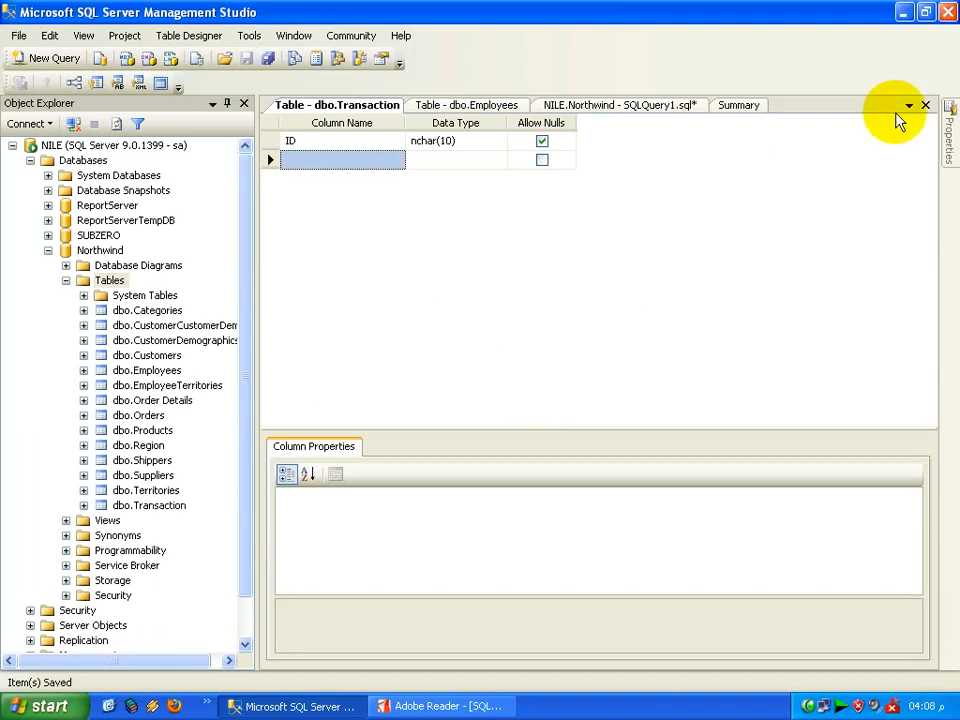 Microsoft SQL Server Management Studio
File Edit View Project Table Designer Tools Window Community Help
New Query
Object Explorer
Connect
NILE (SQL Server 9.0.1399 - sa)
Databases
System Databases
Database Snapshots
ReportServer
ReportServerTempDB
SUBZERO
Northwind
Database Diagrams
Tables
System Tables
dbo.Categories
dbo.CustomerCustomerDem
dbo.CustomerDemographics
dbo.Customers
dbo.Employees
dbo.EmployeeTerritories
dbo.Order Details
dbo.Orders
dbo.Products
dbo.Region
dbo.Shippers
dbo.Suppliers
dbo.Territories
dbo.Transaction
Views
Synonyms
Programmability
Service Broker
Storage
Security
Security
Server Objects
Replication
Table - dbo.Transaction Table - dbo.Employees NILE.Northwind - SQLQuery1.sql* Summary
Column Name Data Type Allow Nulls
ID nchar(10)
Column Properties
Properties
Item(s) Saved
start Microsoft SQL Server ... Adobe Reader - [SQL... 04:08 م